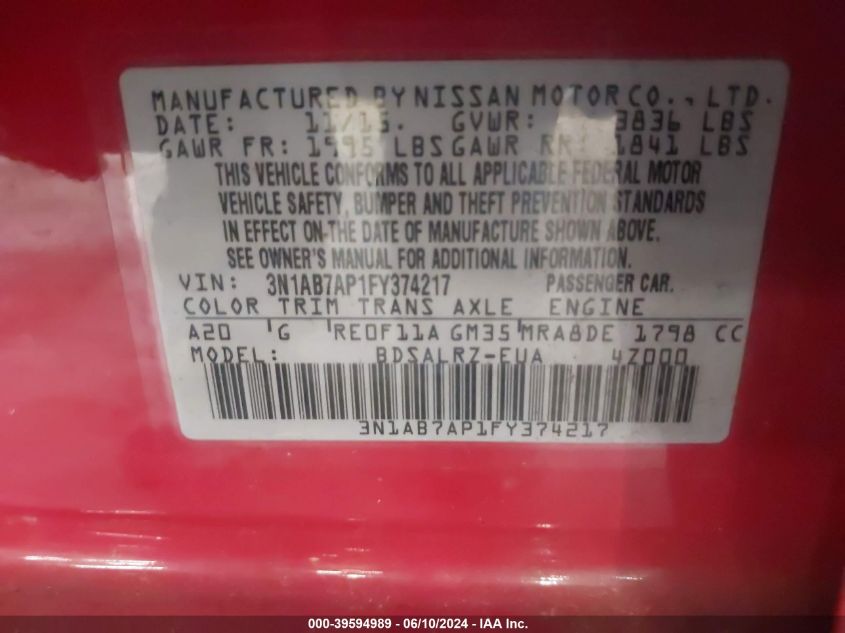 MANUFACTURED BY NISSAN MOTOR CO., LTD.
DATE: 11/15. GVWR: 3836 LBS
GAWR FR: 1995 LBS GAWR RR: 1841 LBS
THIS VEHICLE CONFORMS TO ALL APPLICABLE FEDERAL MOTOR
VEHICLE SAFETY, BUMPER AND THEFT PREVENTION STANDARDS
IN EFFECT ON THE DATE OF MANUFACTURE SHOWN ABOVE.
SEE OWNER'S MANUAL FOR ADDITIONAL INFORMATION.
VIN: 3N1AB7AP1FY374217 PASSENGER CAR.
COLOR TRIM TRANS AXLE ENGINE
A20 G RE0F11A GM35 MRA8DE 1798 CC
MODEL: BDSALRZ-EUA 4Z000
3N1AB7AP1FY374217
000-39594989 - 06/10/2024 - IAA Inc.